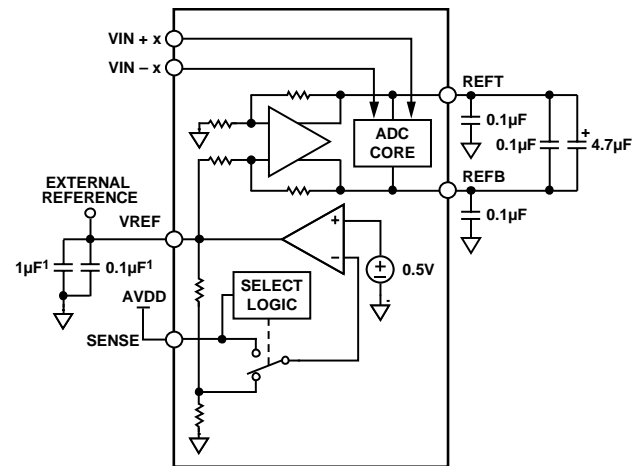 VIN + x
VIN – x
REFT
0.1µF
ADC
CORE
0.1µF
+
4.7µF
REFB
0.1µF
EXTERNAL
REFERENCE
VREF
+
–
0.5V
1µF1
0.1µF1
SELECT
LOGIC
AVDD
SENSE